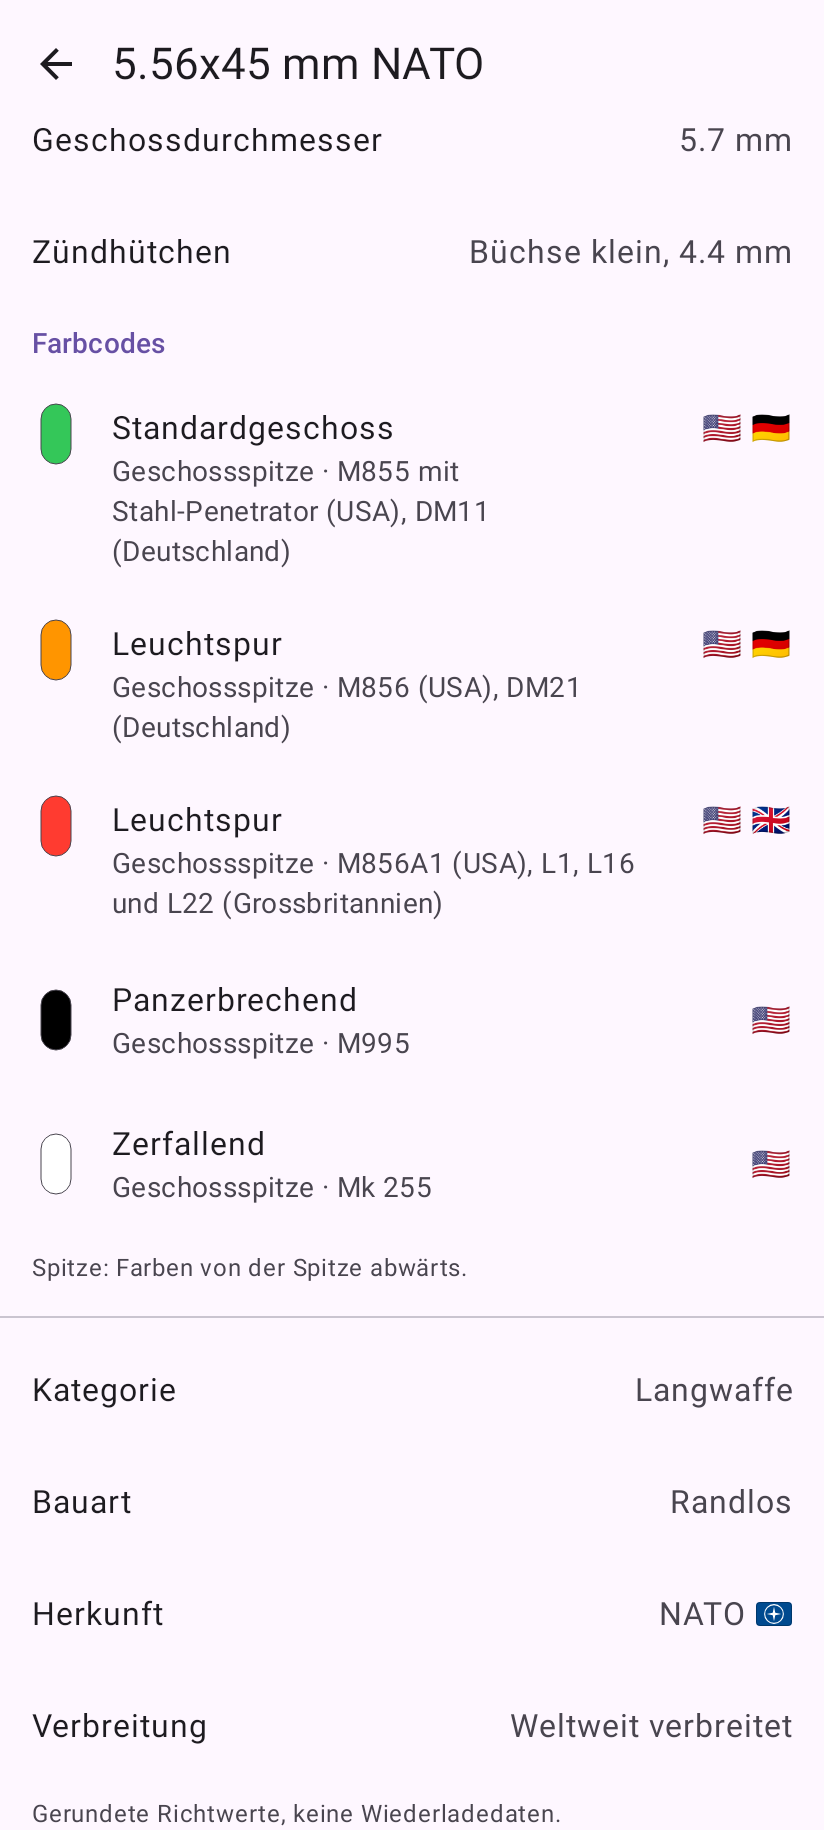 5.56x45 mm NATO
Geschossdurchmesser 5.7 mm
Zündhütchen Büchse klein, 4.4 mm
Farbcodes
Standardgeschoss
Geschossspitze · M855 mit
Stahl-Penetrator (USA), DM11
(Deutschland)
Leuchtspur
Geschossspitze · M856 (USA), DM21
(Deutschland)
Leuchtspur
Geschossspitze · M856A1 (USA), L1, L16
und L22 (Grossbritannien)
Panzerbrechend
Geschossspitze · M995
Zerfallend
Geschossspitze · Mk 255
Spitze: Farben von der Spitze abwärts.
Kategorie Langwaffe
Bauart Randlos
Herkunft NATO
Verbreitung Weltweit verbreitet
Gerundete Richtwerte, keine Wiederladedaten.